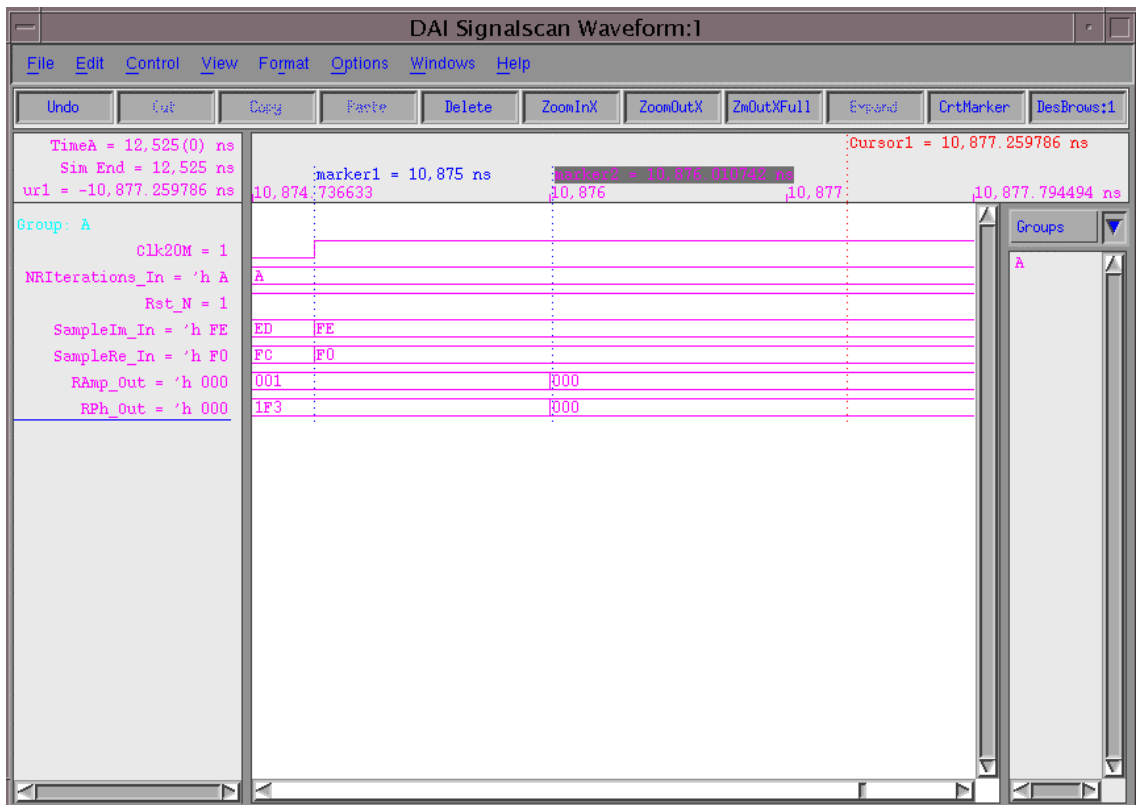 DAI Signalscan Waveform:1
File Edit Control View Format Options Windows Help
Undo Cut Copy Paste Delete ZoomInX ZoomOutX ZmOutXFull Expand CrtMarker DesBrows:1
TimeA = 12,525(0) ns
Sim End = 12,525 ns
ur1 = -10,877.259786 ns
Cursor1 = 10,877.259786 ns
marker1 = 10,875 ns
10,874.736633 10,876 10,877 10,877.794494 ns
Group: A
Groups
A
Clk20M = 1
NRIterations_In = 'h A A
Rst_N = 1
SampleIm_In = 'h FE ED FE
SampleRe_In = 'h F0 FC F0
RAmp_Out = 'h 000 001 000
RPh_Out = 'h 000 1F3 000